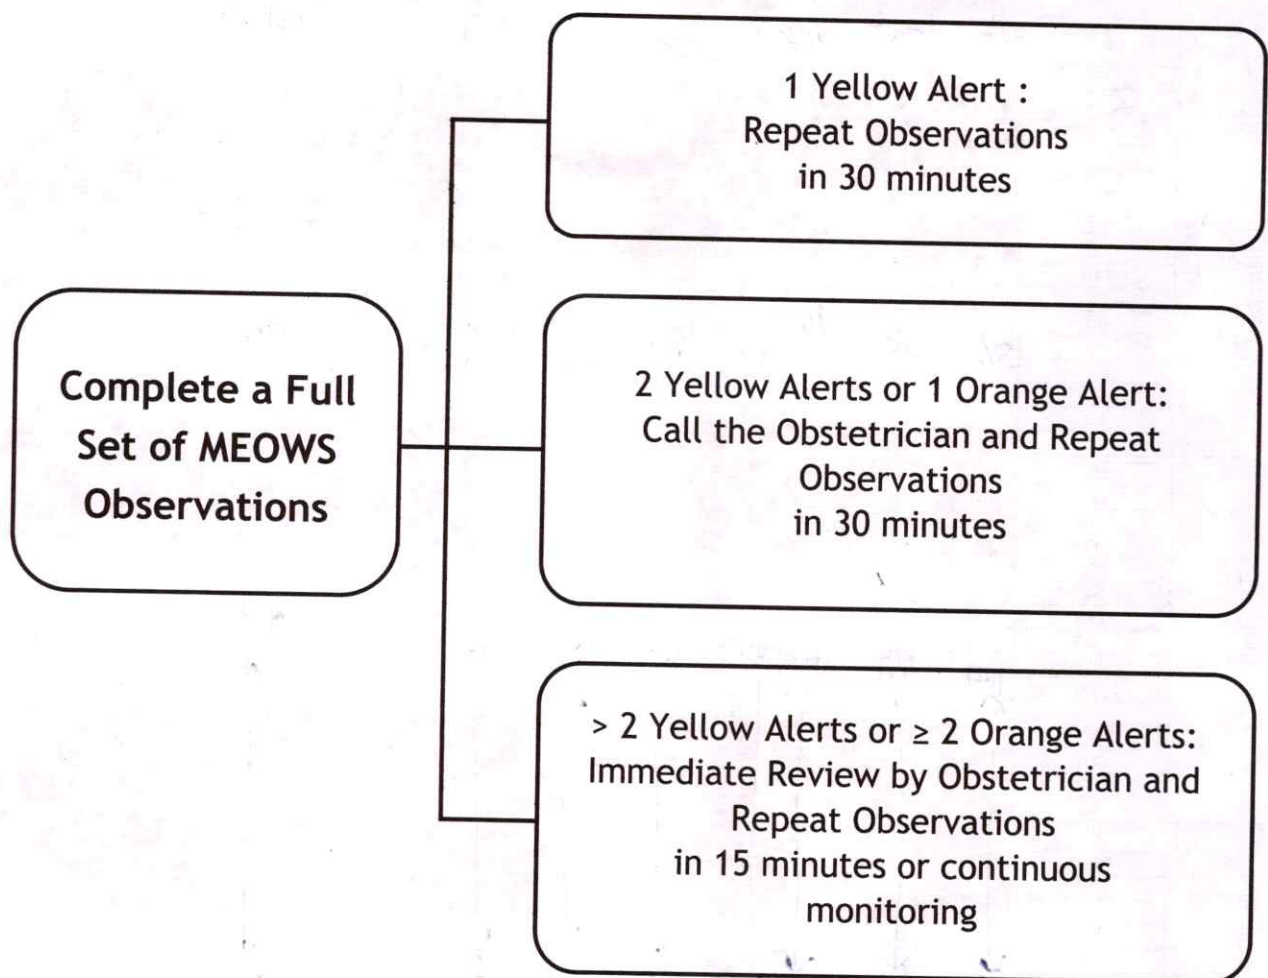 Complete a Full
Set of MEOWS
Observations
1 Yellow Alert :
Repeat Observations
in 30 minutes
2 Yellow Alerts or 1 Orange Alert:
Call the Obstetrician and Repeat
Observations
in 30 minutes
> 2 Yellow Alerts or ≥ 2 Orange Alerts:
Immediate Review by Obstetrician and
Repeat Observations
in 15 minutes or continuous
monitoring